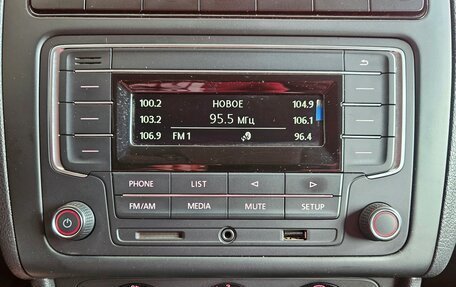 100.2 НОВОЕ 104.9
103.2 95.5 МГц 106.1
106.9 FM 1 96.4
PHONE LIST
FM/AM MEDIA MUTE SETUP